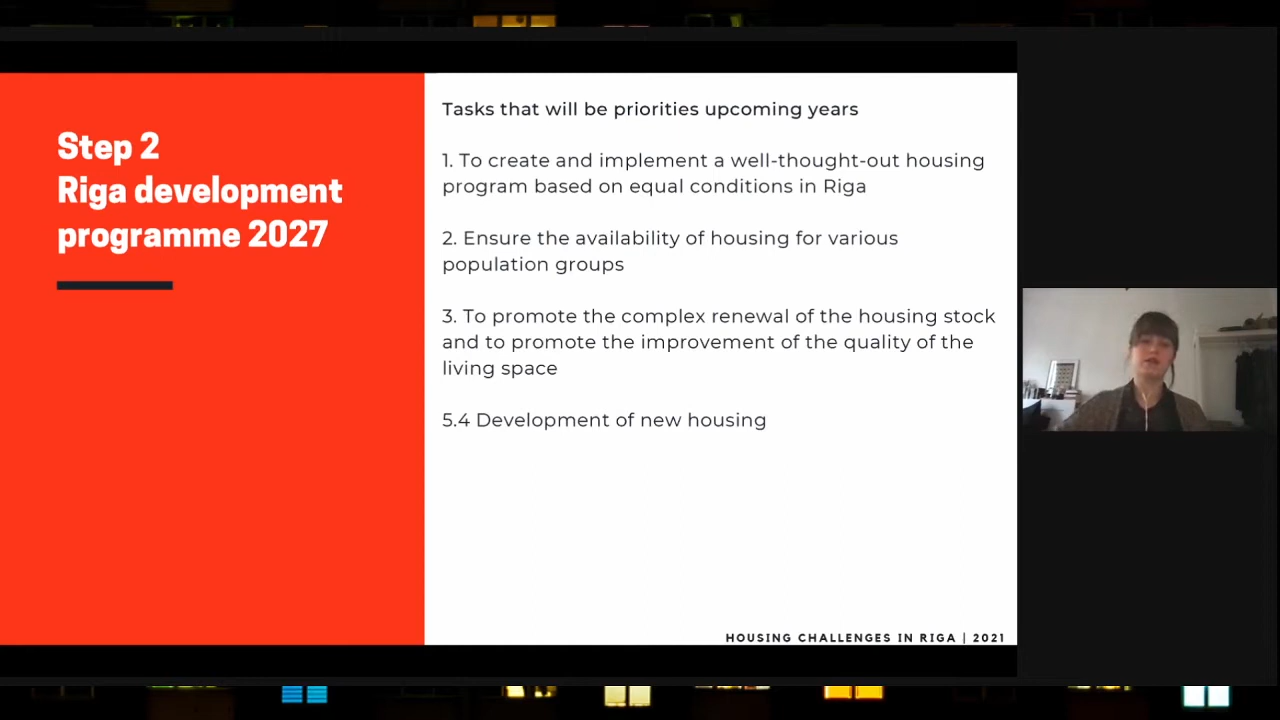 Step 2
Riga development
programme 2027
Tasks that will be priorities upcoming years
1. To create and implement a well-thought-out housing
program based on equal conditions in Riga
2. Ensure the availability of housing for various
population groups
3. To promote the complex renewal of the housing stock
and to promote the improvement of the quality of the
living space
5.4 Development of new housing
HOUSING CHALLENGES IN RIGA | 2021